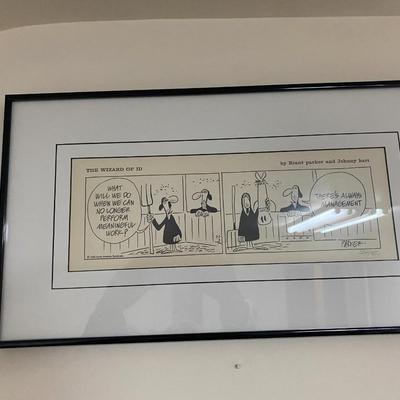 THE WIZARD OF ID
by Brant parker and Johnny hart
WHAT
WILL WE DO
WHEN WE CAN
NO LONGER
PERFORM
MEANINGFUL
WORK?
THERE'S ALWAYS
MANAGEMENT
PARKER